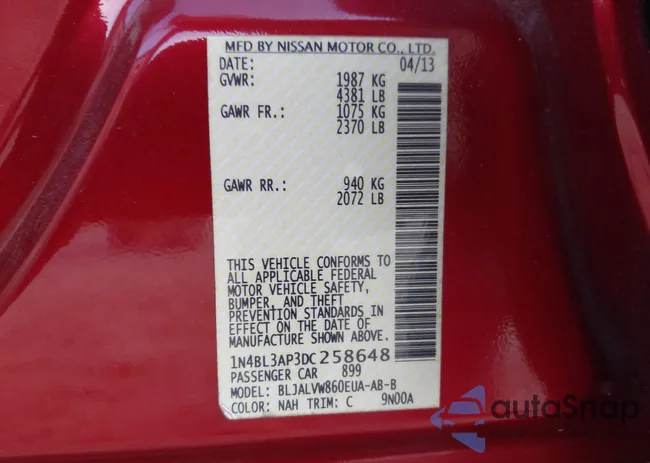 MFD BY NISSAN MOTOR CO., LTD.
DATE: 04/13
GVWR: 1987 KG
4381 LB
GAWR FR.: 1075 KG
2370 LB
GAWR RR.: 940 KG
2072 LB
THIS VEHICLE CONFORMS TO
ALL APPLICABLE FEDERAL
MOTOR VEHICLE SAFETY,
BUMPER, AND THEFT
PREVENTION STANDARDS IN
EFFECT ON THE DATE OF
MANUFACTURE SHOWN ABOVE.
1N4BL3AP3DC258648
PASSENGER CAR 899
MODEL: BLJALVW860EUA-AB-B
COLOR: NAH TRIM: C 9N00A
autoSnap